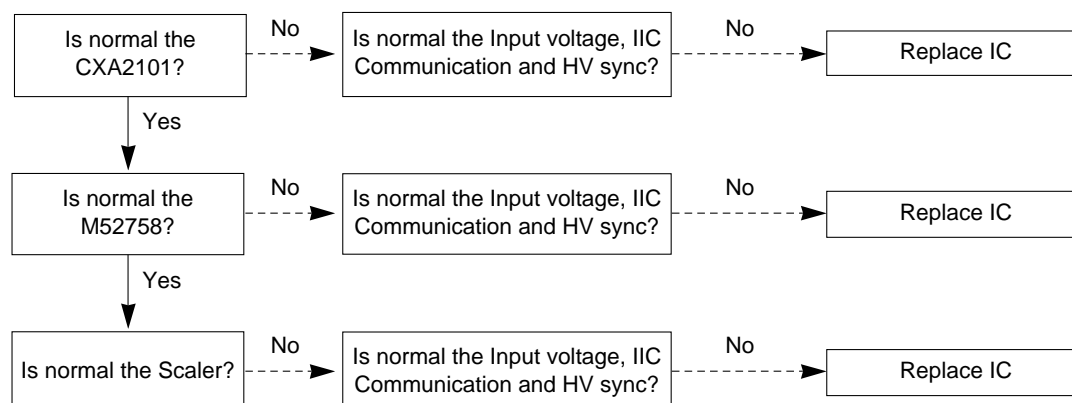 Is normal the
CXA2101?
No
Is normal the Input voltage, IIC
Communication and HV sync?
No
Replace IC
Yes
Is normal the
M52758?
No
Is normal the Input voltage, IIC
Communication and HV sync?
No
Replace IC
Yes
Is normal the Scaler?
No
Is normal the Input voltage, IIC
Communication and HV sync?
No
Replace IC